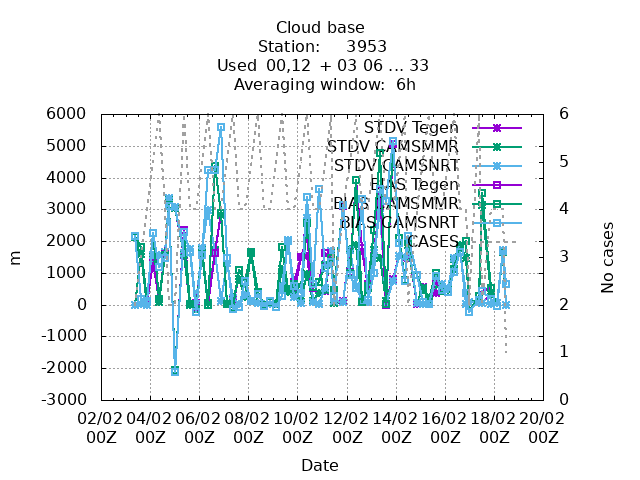 Cloud base
Station: 3953
Used 00,12 + 03 06 ... 33
Averaging window: 6h
6000
5000
4000
3000
2000
1000
0
-1000
-2000
-3000
m
6
5
4
3
2
1
0
No cases
STDV Tegen
STDV CAMSMMR
STDV CAMSNRT
BIAS Tegen
BIAS CAMSMMR
BIAS CAMSNRT
CASES
02/02 04/02 06/02 08/02 10/02 12/02 14/02 16/02 18/02 20/02
00Z 00Z 00Z 00Z 00Z 00Z 00Z 00Z 00Z 00Z
Date